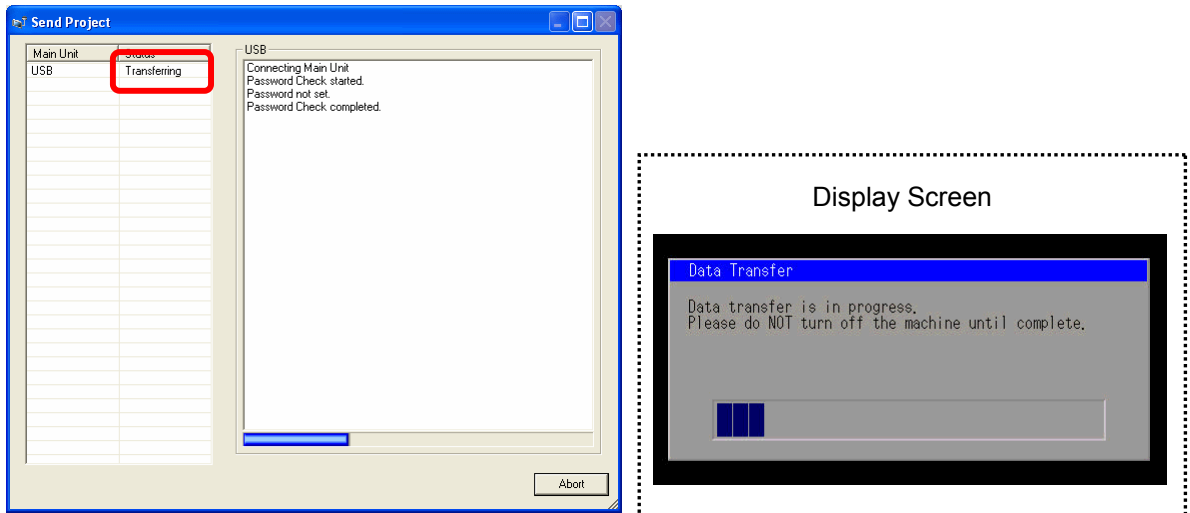 Send Project
Main Unit Status
USB Transferring
USB
Connecting Main Unit
Password Check started.
Password not set.
Password Check completed.
Abort
Display Screen
Data Transfer
Data transfer is in progress.
Please do NOT turn off the machine until complete.